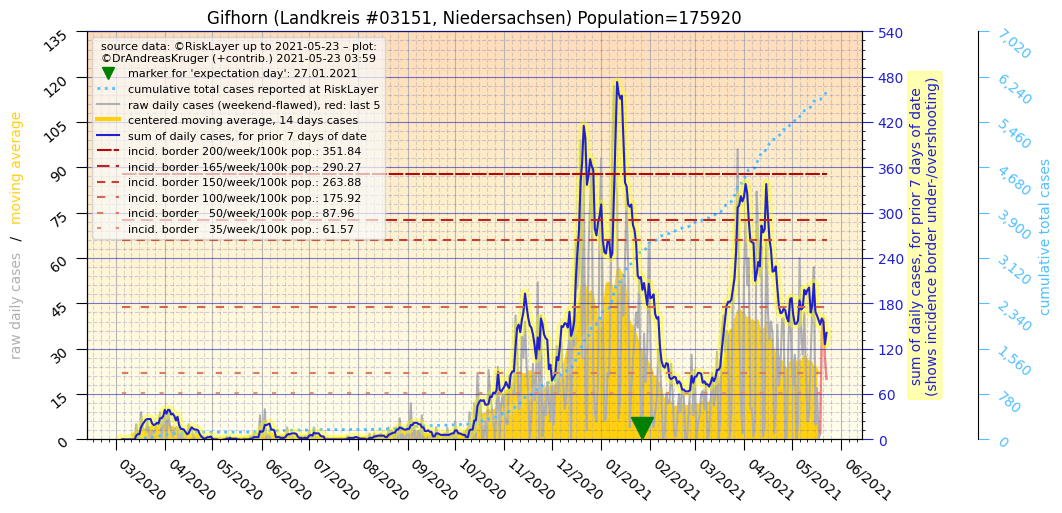 Gifhorn (Landkreis #03151, Niedersachsen) Population=175920
source data: ©RiskLayer up to 2021-05-23 – plot:
©DrAndreasKruger (+contrib.) 2021-05-23 03:59
marker for 'expectation day': 27.01.2021
cumulative total cases reported at RiskLayer
raw daily cases (weekend-flawed), red: last 5
centered moving average, 14 days cases
sum of daily cases, for prior 7 days of date
incid. border 200/week/100k pop.: 351.84
incid. border 165/week/100k pop.: 290.27
incid. border 150/week/100k pop.: 263.88
incid. border 100/week/100k pop.: 175.92
incid. border 50/week/100k pop.: 87.96
incid. border 35/week/100k pop.: 61.57
raw daily cases / moving average
135
120
105
90
75
60
45
30
15
0
03/2020
04/2020
05/2020
06/2020
07/2020
08/2020
09/2020
10/2020
11/2020
12/2020
01/2021
02/2021
03/2021
04/2021
05/2021
06/2021
540
480
420
360
300
240
180
120
60
0
sum of daily cases, for prior 7 days of date
(shows incidence border under-/overshooting)
7,020
6,240
5,460
4,680
3,900
3,120
2,340
1,560
780
0
cumulative total cases